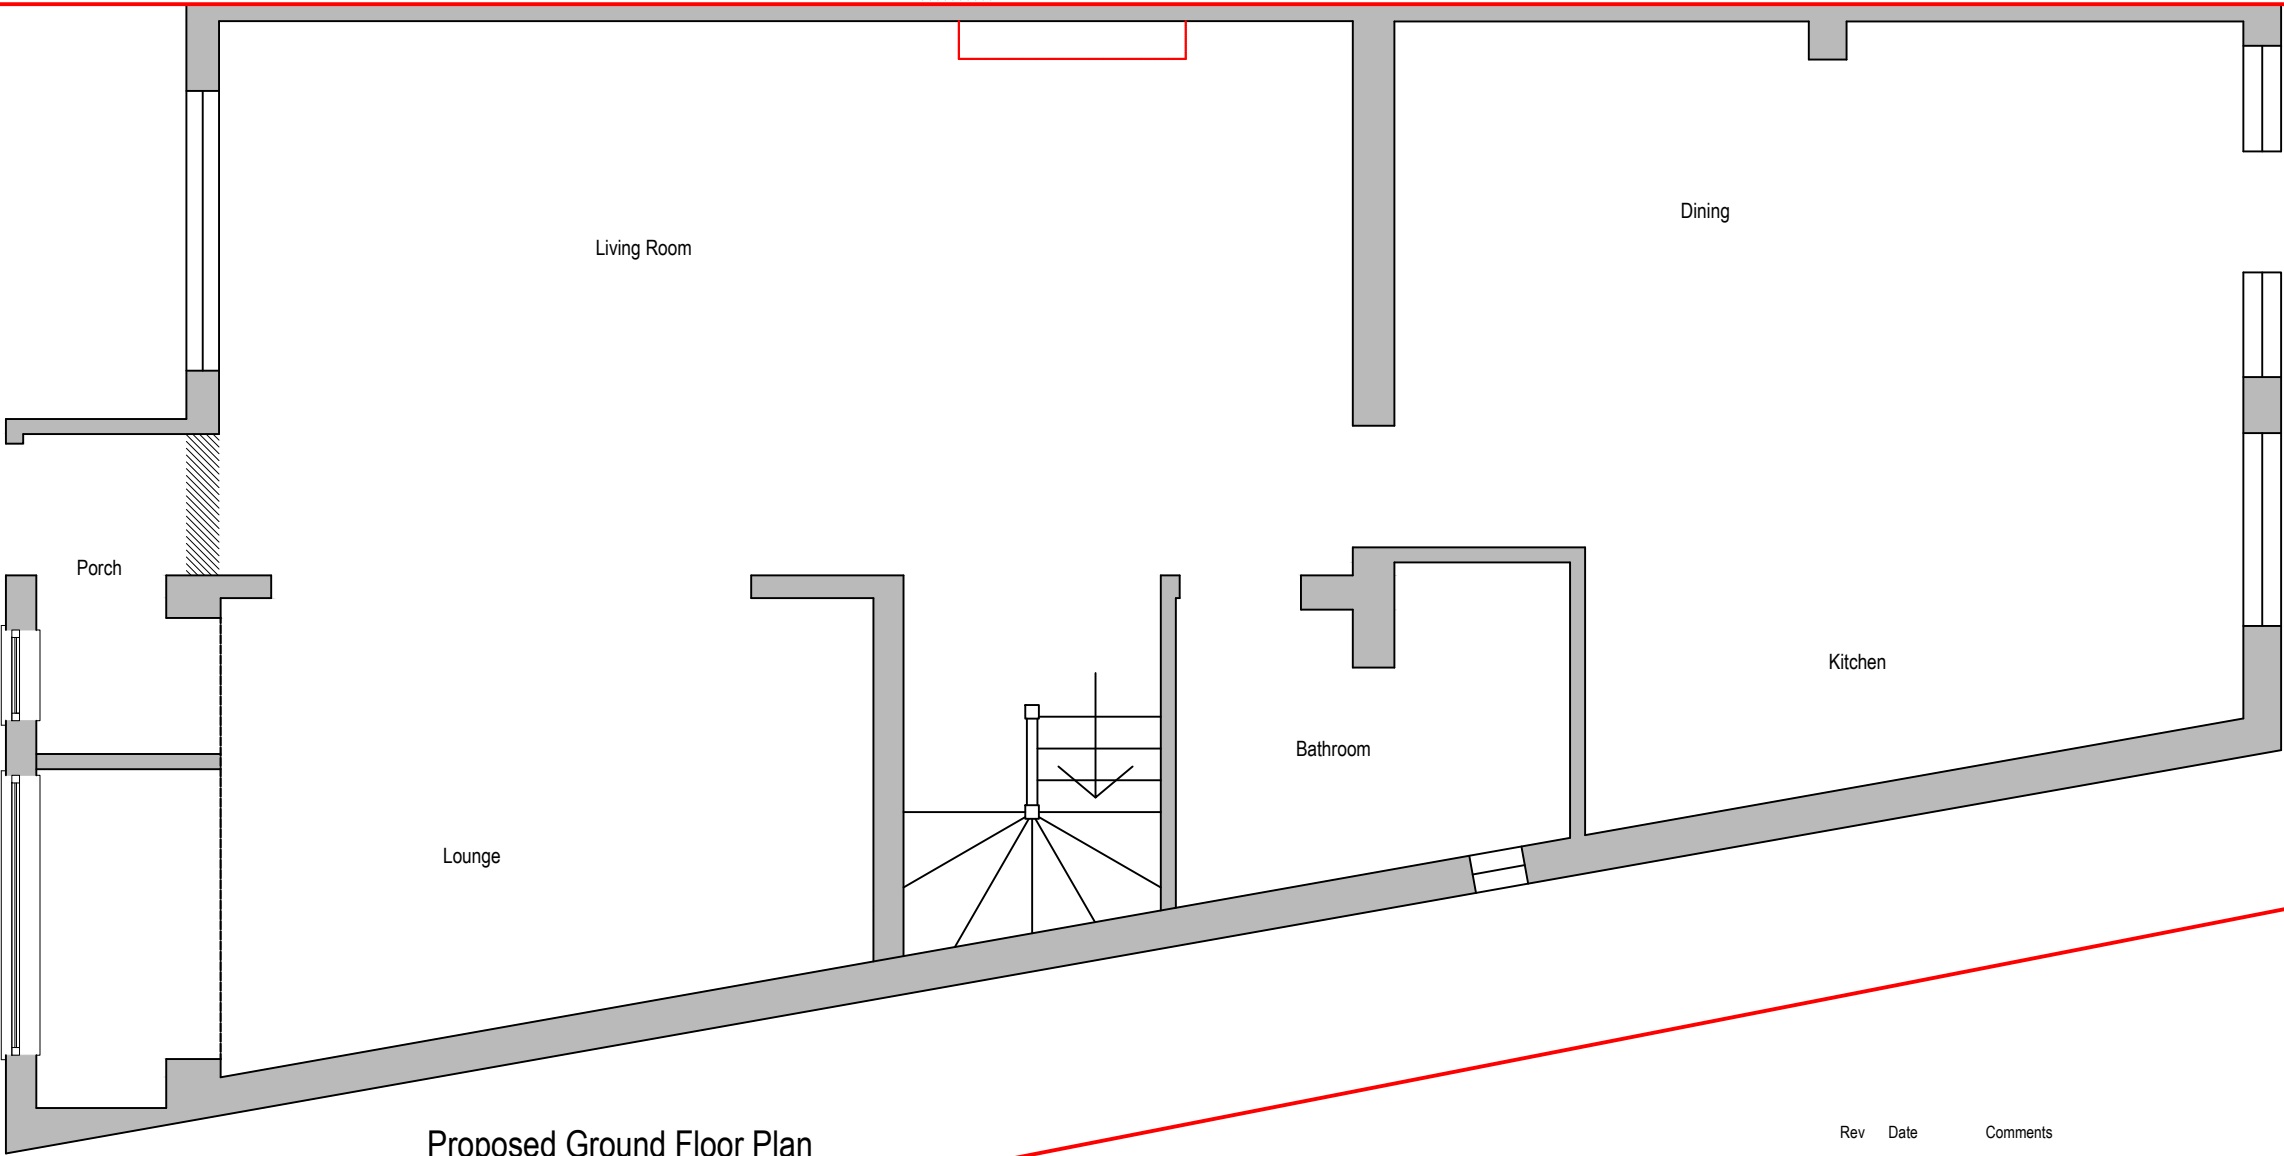 Dining
Living Room
Porch
Kitchen
Bathroom
Lounge
Proposed Ground Floor Plan
Rev Date Comments